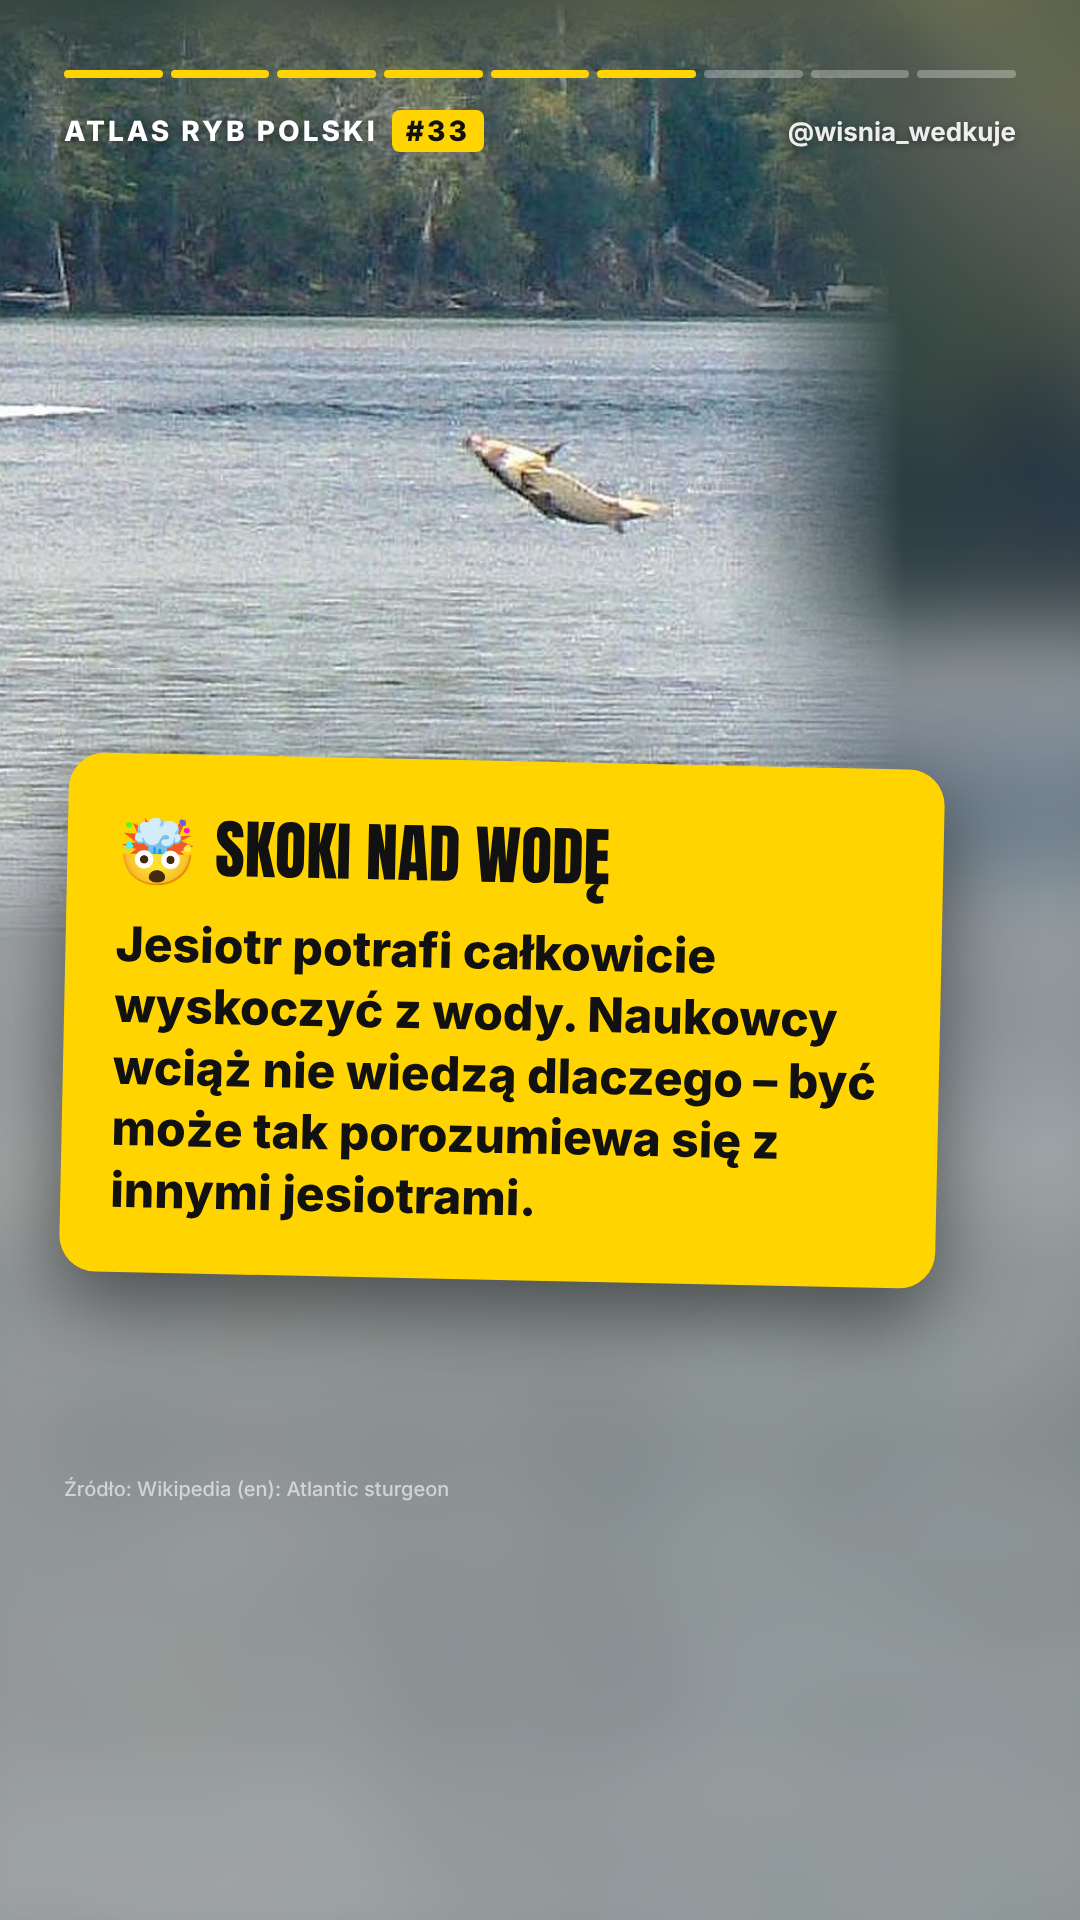 ATLAS RYB POLSKI #33
@wisnia_wedkuje
SKOKI NAD WODĘ
Jesiotr potrafi całkowicie
wyskoczyć z wody. Naukowcy
wciąż nie wiedzą dlaczego – być
może tak porozumiewa się z
innymi jesiotrami.
Źródło: Wikipedia (en): Atlantic sturgeon